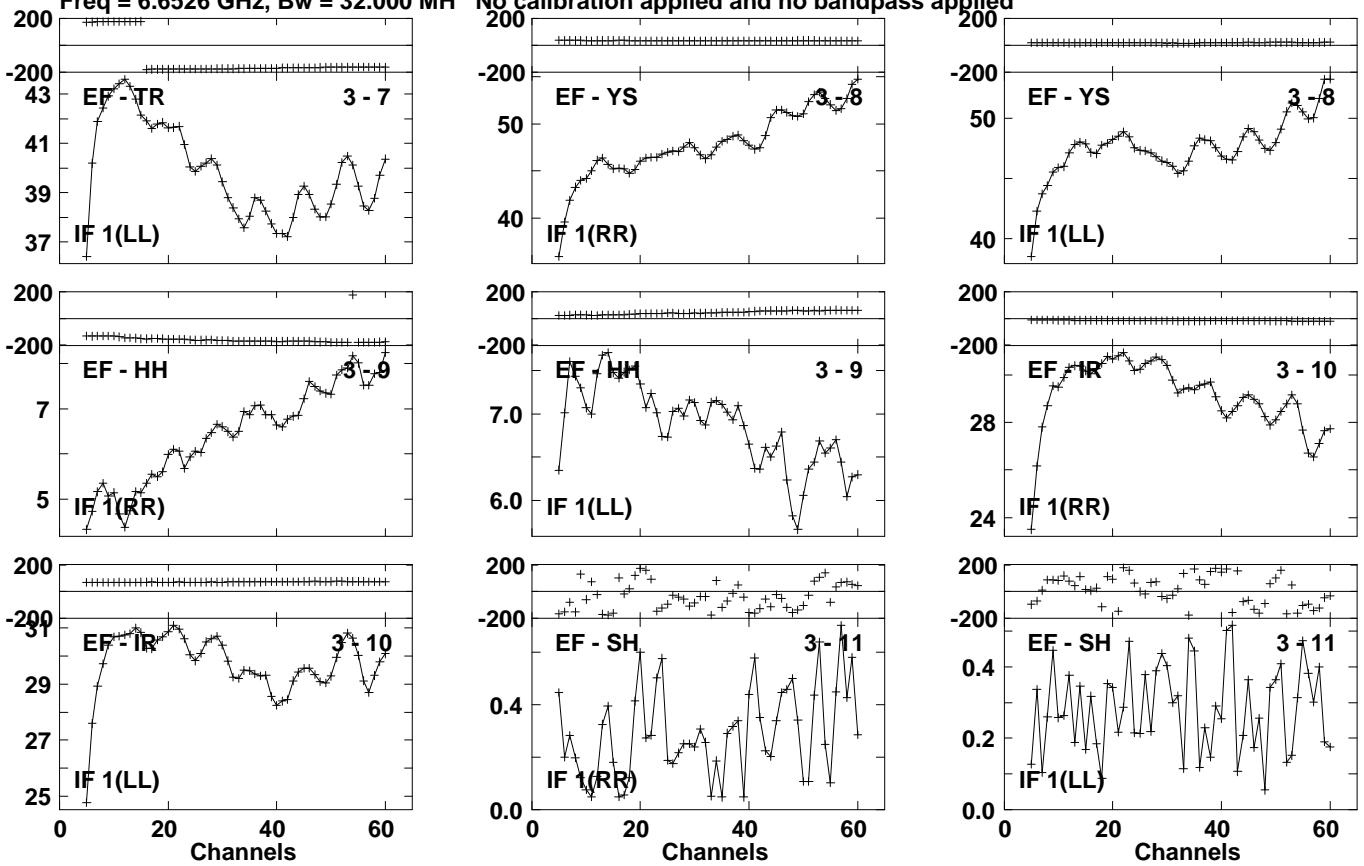 Freq = 6.6526 GHz, Bw = 32.000 MH No calibration applied and no bandpass applied
200
-200
43
41
39
37
EF - TR
3 - 7
IF 1(LL)
200
-200
50
40
EF - YS
3 - 8
IF 1(RR)
200
-200
50
40
EF - YS
3 - 8
IF 1(LL)
200
-200
7
5
EF - HH
3 - 9
IF 1(RR)
200
-200
7.0
6.0
EF - HH
3 - 9
IF 1(LL)
200
-200
28
24
EF - IR
3 - 10
IF 1(RR)
200
-200
31
29
27
25
EF - IR
3 - 10
IF 1(LL)
0 20 40 60
Channels
200
-200
0.4
0.0
EF - SH
3 - 11
IF 1(RR)
0 20 40 60
Channels
200
-200
0.4
0.2
0.0
EF - SH
3 - 11
IF 1(LL)
0 20 40 60
Channels